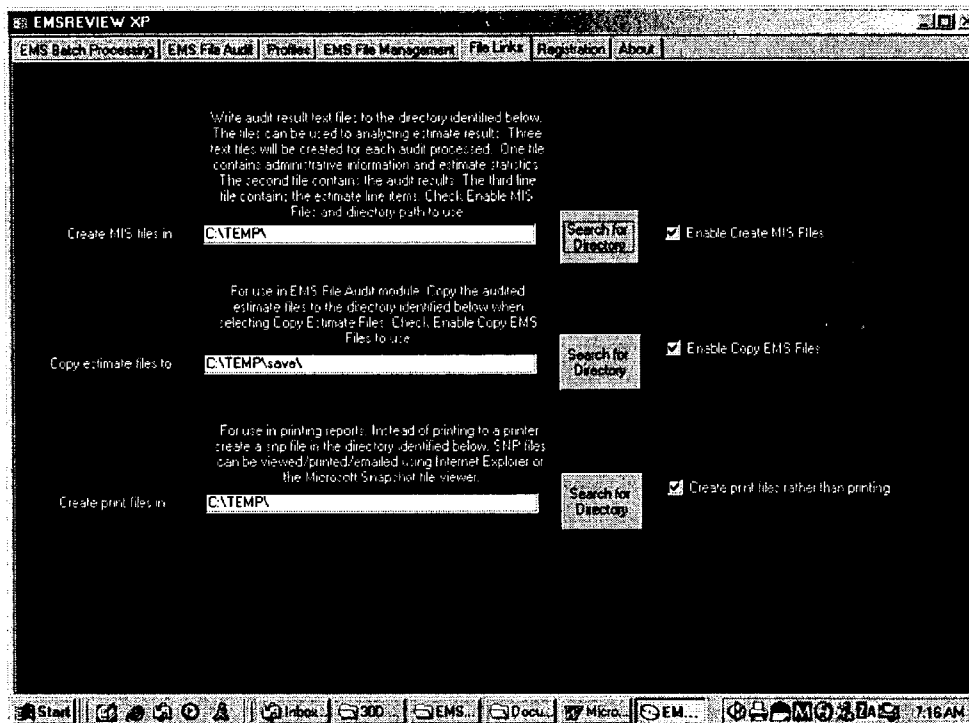 EMSREVIEW XP
EMS Batch Processing EMS File Audit Profiles EMS File Management File Links Registration About
Write audit result text files to the directory identified below.
The files can be used to analyzing estimate results. Three
text files will be created for each audit processed. One file
contains administrative information and estimate statistics.
The second file contains the audit results. The third line
file contains the estimate line items. Check Enable MIS
Files and directory path to use
Create MIS files in C:\TEMP\ Search for Directory Enable Create MIS Files
For use in EMS File Audit module. Copy the audited
estimate files to the directory identified below when
selecting Copy Estimate Files. Check Enable Copy EMS
Files to use
Copy estimate files to C:\TEMP\save\ Search for Directory Enable Copy EMS Files
For use in printing reports. Instead of printing to a printer
create a snp file in the directory identified below. SNP files
can be viewed/printed/emailed using Internet Explorer or
the Microsoft Snapshot file viewer.
Create print files in C:\TEMP\ Search for Directory Create print files rather than printing
Start Inbox... 30D... EMS... Docu... Micro... EM... 7:16 AM